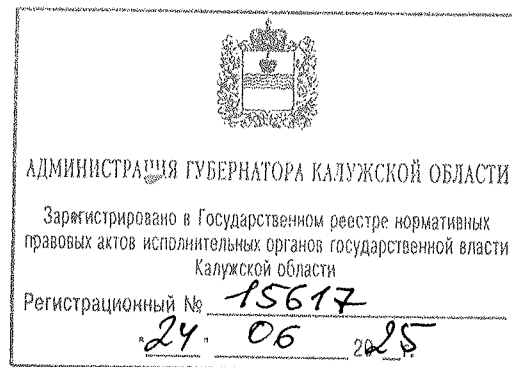 АДМИНИСТРАЦИЯ ГУБЕРНАТОРА КАЛУЖСКОЙ ОБЛАСТИ
Зарегистрировано в Государственном реестре нормативных
правовых актов исполнительных органов государственной власти
Калужской области
Регистрационный № 15617
"24" 06 2025 г.